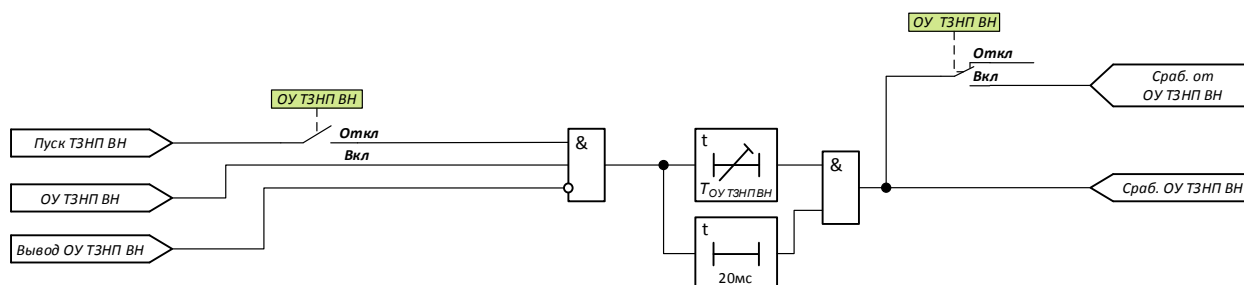 ОУ ТЗНП ВН
Откл
Вкл
Сраб. от
ОУ ТЗНП ВН
ОУ ТЗНП ВН
Пуск ТЗНП ВН
Откл
Вкл
&
t
TОУ ТЗНП ВН
&
ОУ ТЗНП ВН
Сраб. ОУ ТЗНП ВН
Вывод ОУ ТЗНП ВН
t
20мс